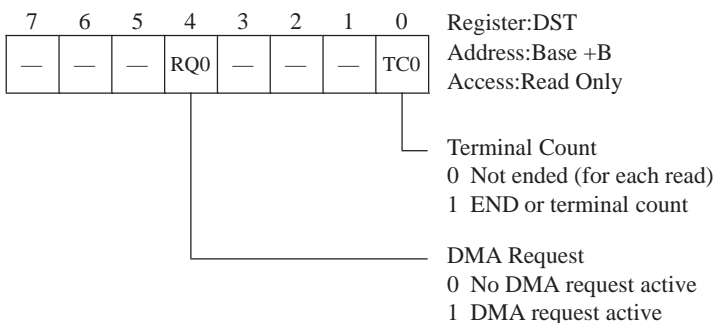 7 6 5 4 3 2 1 0 Register:DST
— — — RQ0 — — — TC0 Address:Base +B
Access:Read Only
Terminal Count
0 Not ended (for each read)
1 END or terminal count
DMA Request
0 No DMA request active
1 DMA request active